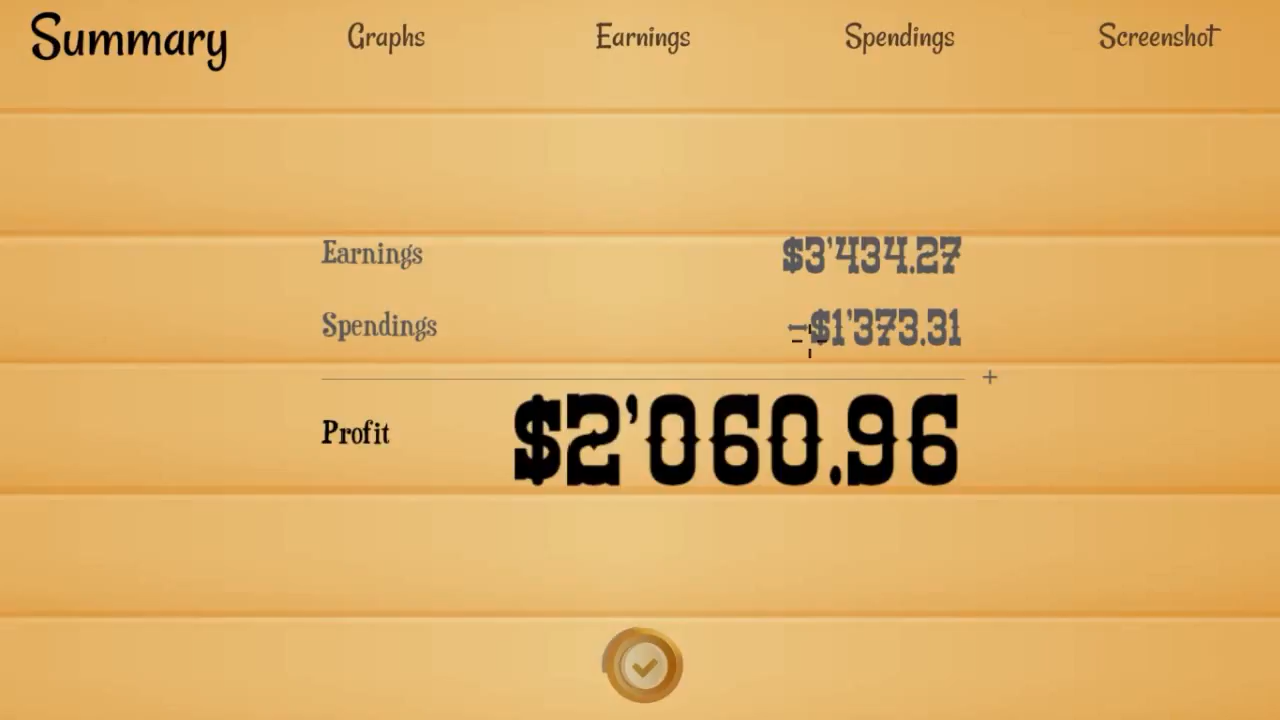 Summary Graphs Earnings Spendings Screenshot
Earnings $3'434.27
Spendings -$1'373.31
+
Profit $2'060.96